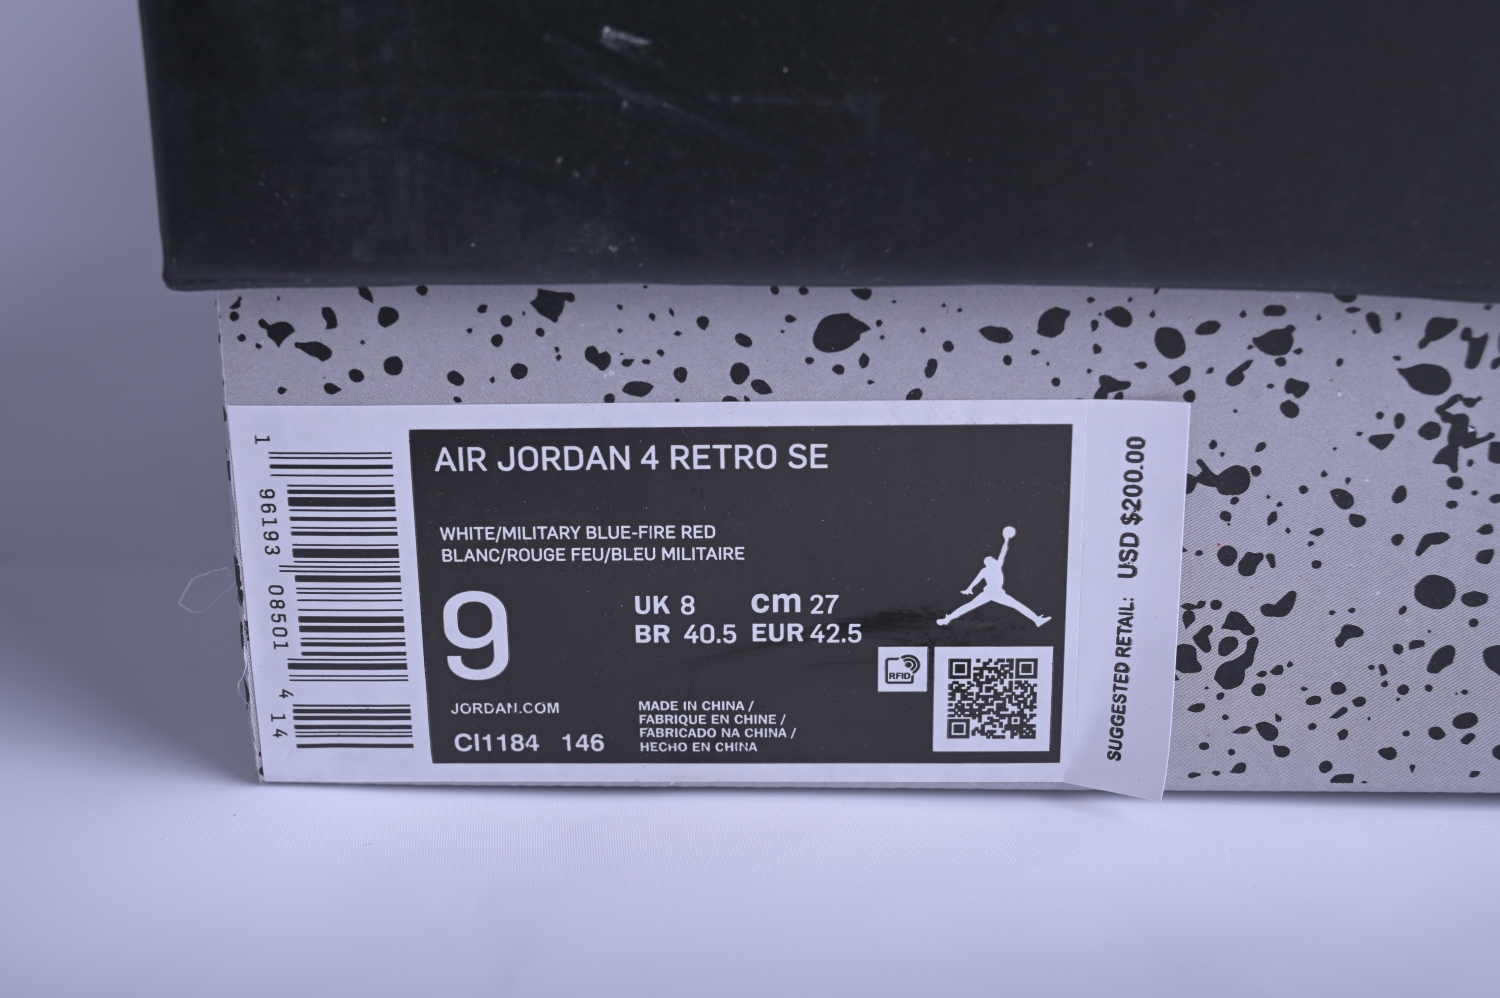 AIR JORDAN 4 RETRO SE
WHITE/MILITARY BLUE-FIRE RED
BLANC/ROUGE FEU/BLEU MILITAIRE
9
UK 8 cm 27
BR 40.5 EUR 42.5
RFID
JORDAN.COM
CI1184 146
MADE IN CHINA /
FABRIQUE EN CHINE /
FABRICADO NA CHINA /
HECHO EN CHINA
1 96193 08501 4 14
SUGGESTED RETAIL: USD $200.00